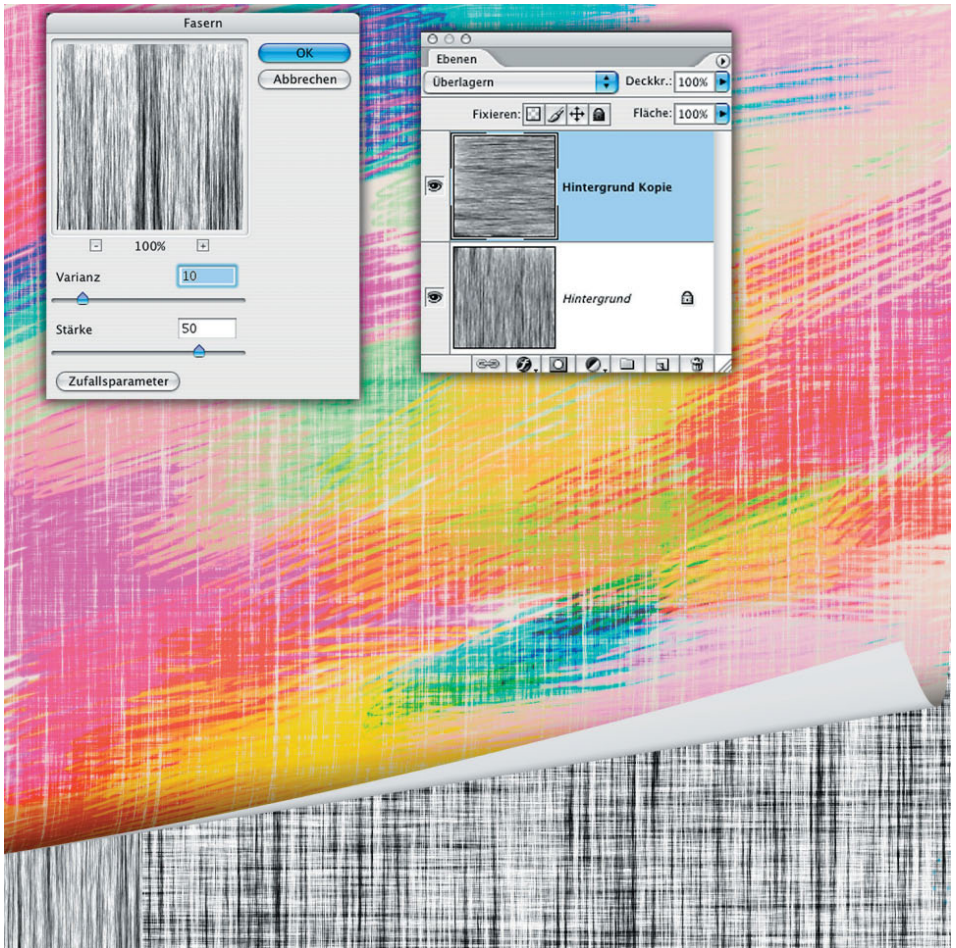 Fasern
OK
Abbrechen
100%
Varianz 10
Stärke 50
Zufallsparameter
Ebenen
Überlagern Deckkr.: 100%
Fixieren: Fläche: 100%
Hintergrund Kopie
Hintergrund